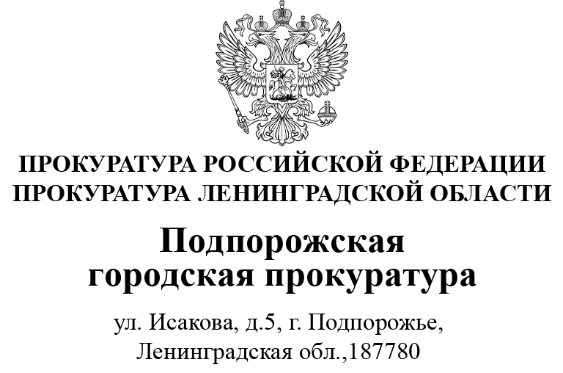 ПРОКУРАТУРА РОССИЙСКОЙ ФЕДЕРАЦИИ
ПРОКУРАТУРА ЛЕНИНГРАДСКОЙ ОБЛАСТИ
Подпорожская
городская прокуратура
ул. Исакова, д.5, г. Подпорожье,
Ленинградская обл.,187780